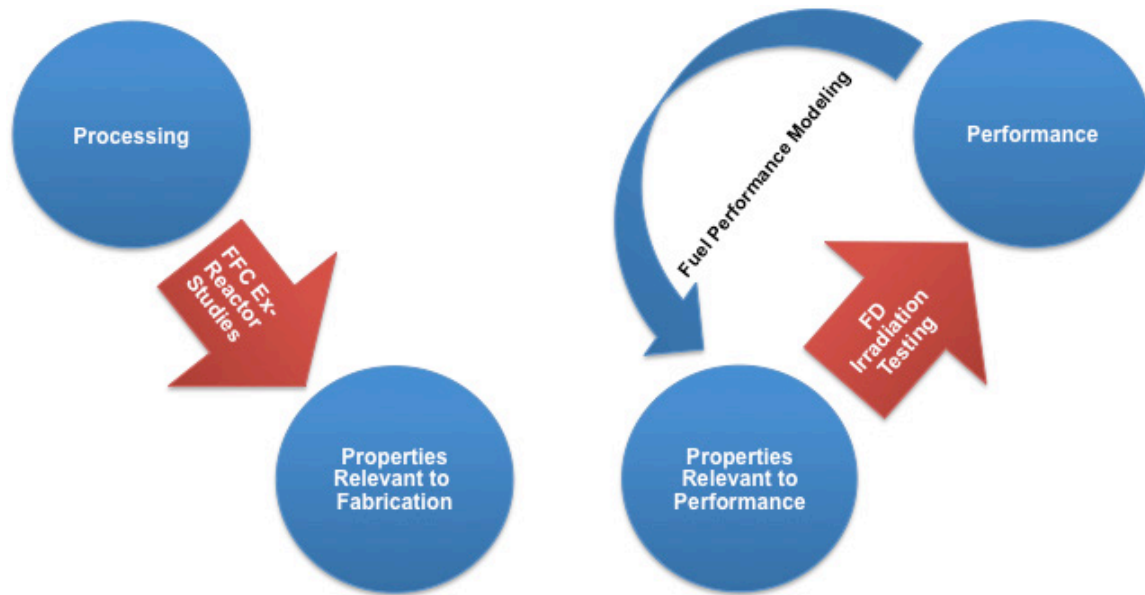 Processing
FFC Ex-
Reactor
Studies
Properties
Relevant to
Fabrication
Fuel Performance Modeling
Performance
FD
Irradiation
Testing
Properties
Relevant to
Performance